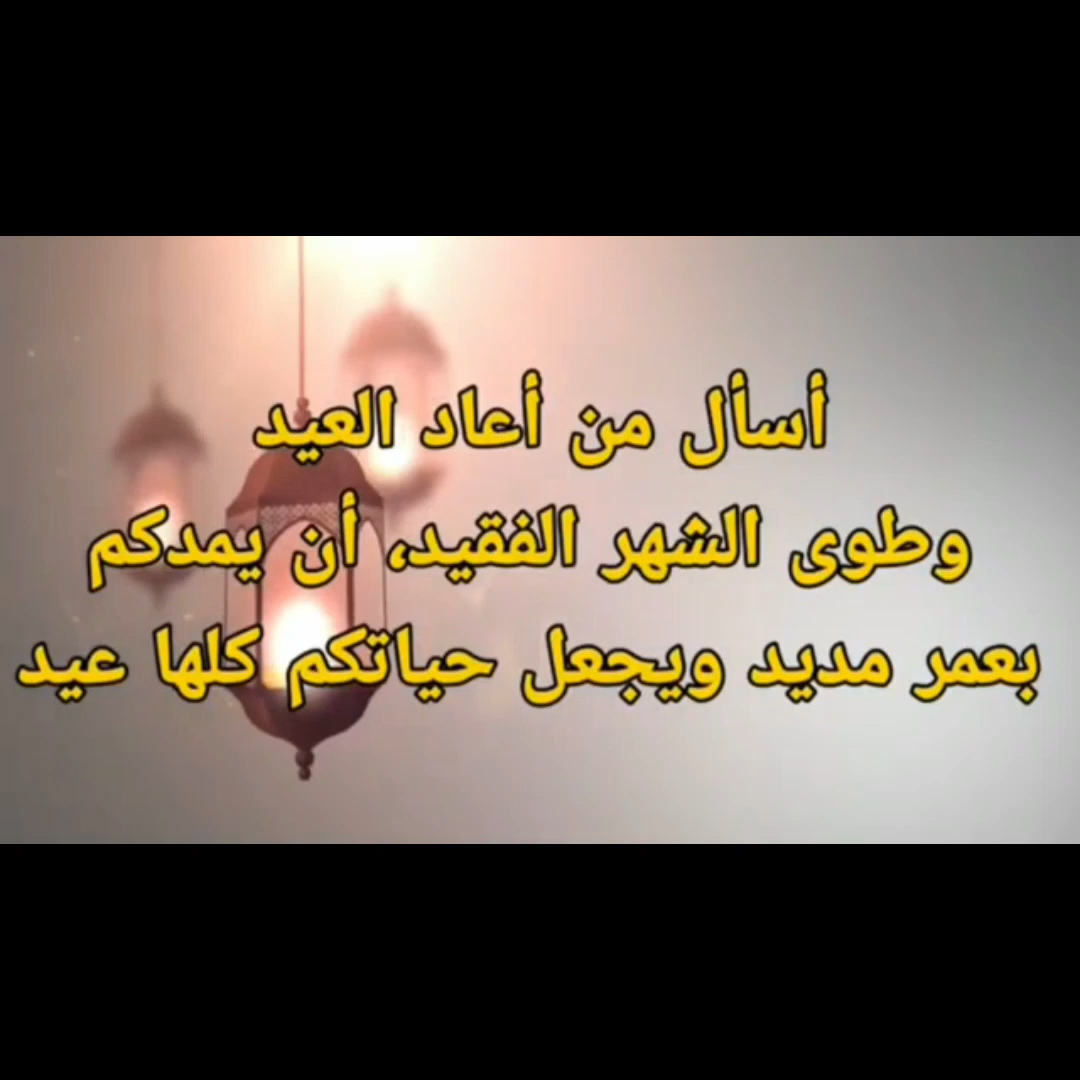 أسأل من أعاد العيد
وطوى الشهر الفقيد، أن يمدكم
بعمر مديد ويجعل حياتكم كلها عيد